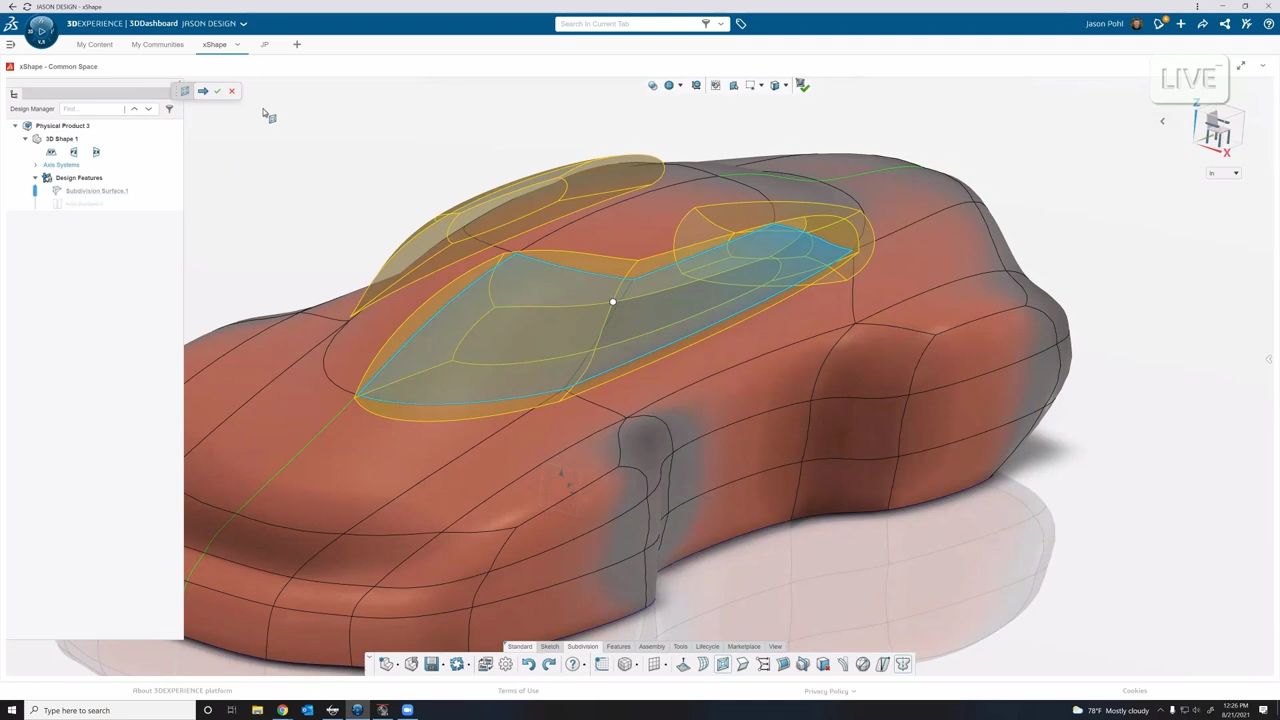 JASON DESIGN - xShape
3DEXPERIENCE | 3DDashboard JASON DESIGN
Search In Current Tab
Jason Pohl
My Content
My Communities
xShape
JP
xShape - Common Space
LIVE
Design Manager
Find...
Z
X
in
Physical Product 3
3D Shape 1
Axis Systems
Design Features
Subdivision Surface.1
Standard
Sketch
Subdivision
Features
Assembly
Tools
Lifecycle
Marketplace
View
About 3DEXPERIENCE platform
Terms of Use
Privacy Policy
Cookies
Type here to search
78°F Mostly cloudy
12:26 PM
8/21/2021